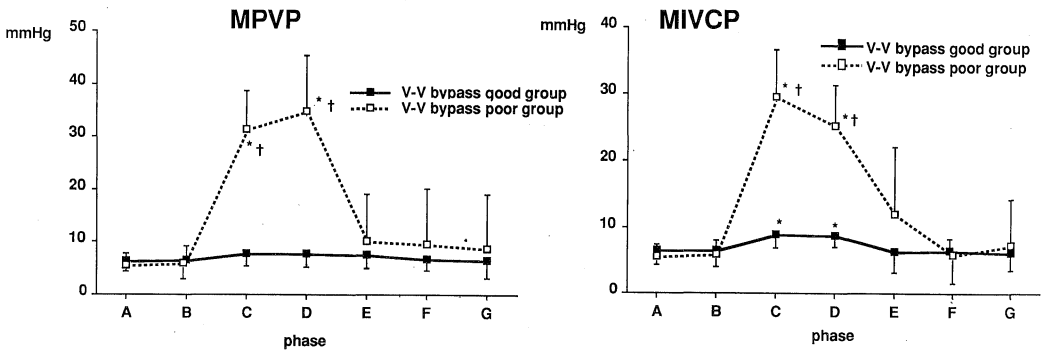 MPVP
mmHg
50
40
30
20
10
0
V-V bypass good group
V-V bypass poor group
* †
* †
A B C D E F G
phase
MIVCP
mmHg
40
30
20
10
0
V-V bypass good group
V-V bypass poor group
* †
*†
*
*
A B C D E F G
phase